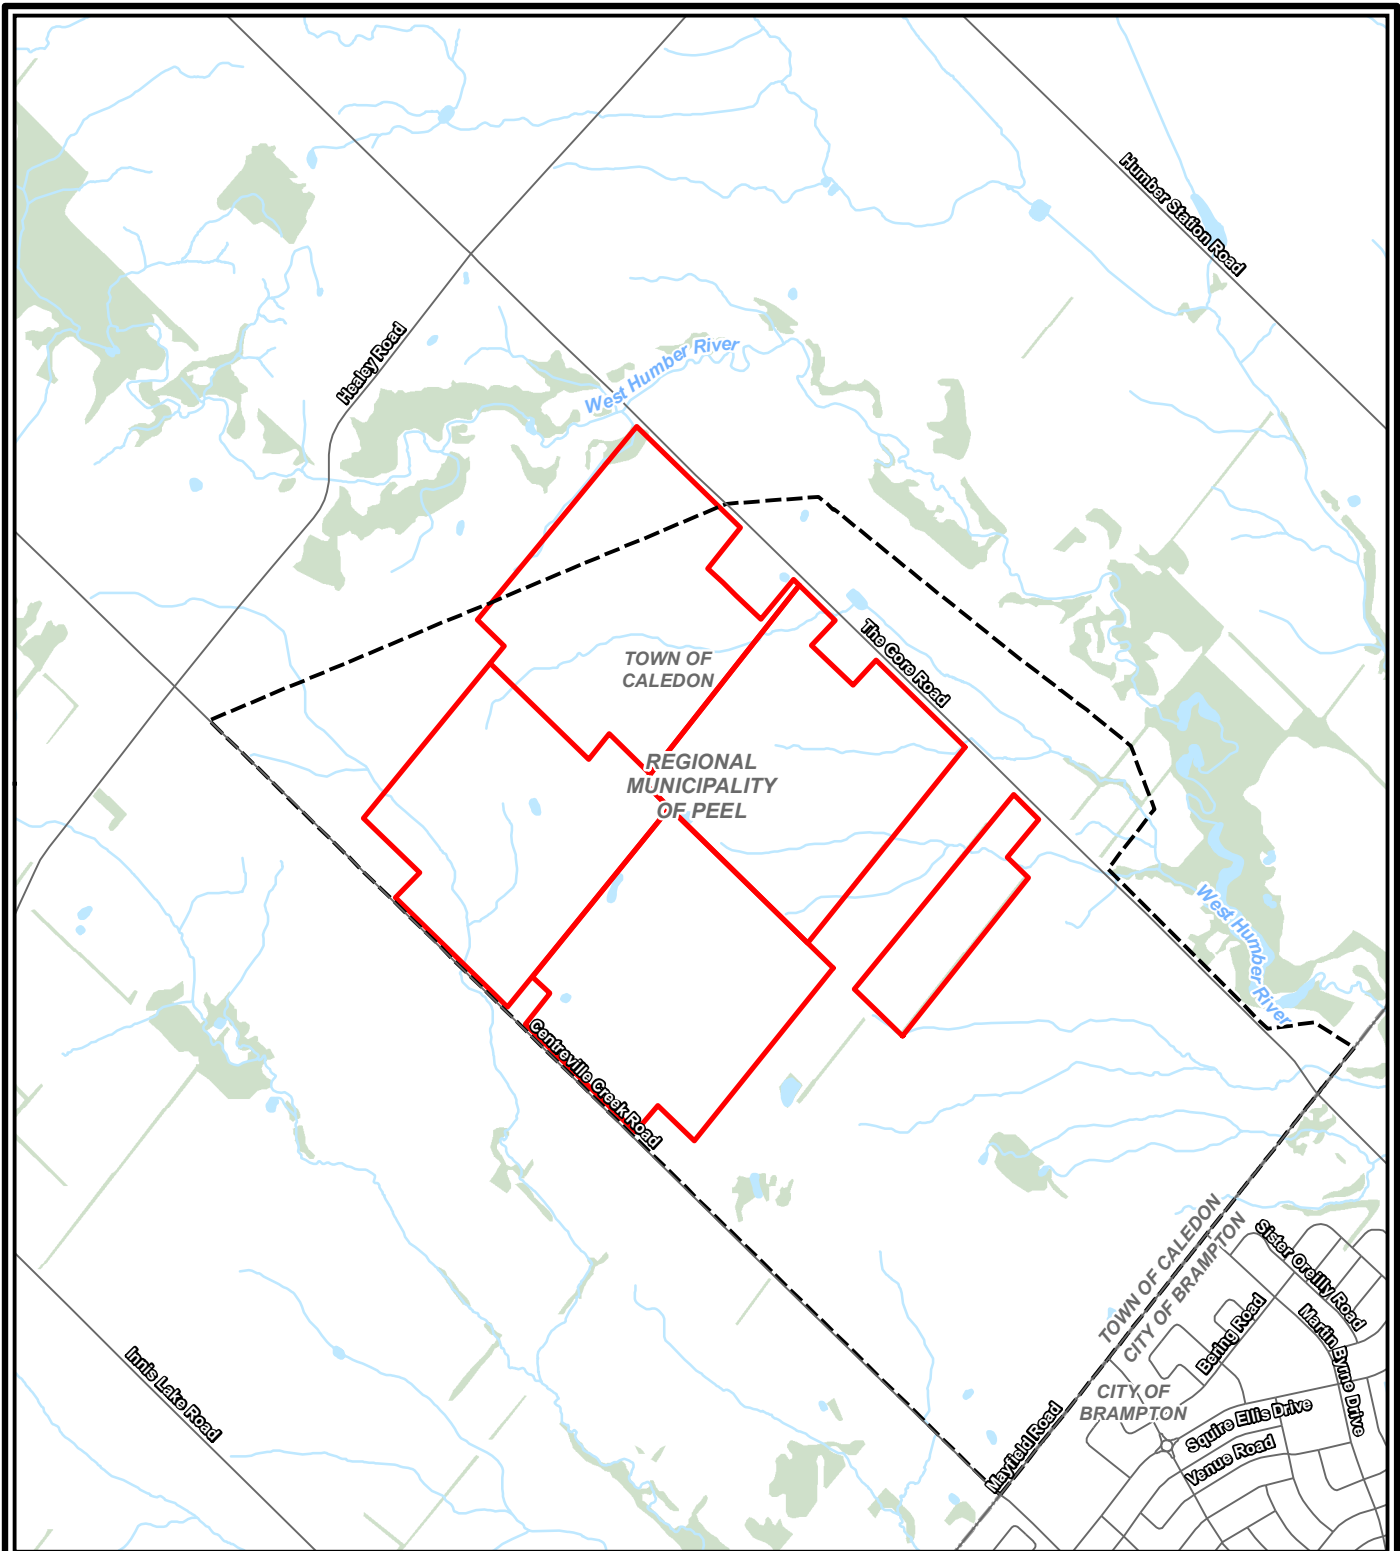 Humber Station Road
Healey Road
West Humber River
The Gore Road
TOWN OF
CALEDON
REGIONAL
MUNICIPALITY
OF PEEL
West Humber River
Centreville Creek Road
TOWN OF CALEDON
CITY OF BRAMPTON
Sister Oreilly Road
Martin Byrne Drive
Bering Road
Innis Lake Road
CITY OF
BRAMPTON
Squire Ellis Drive
Venue Road
Mayfield Road